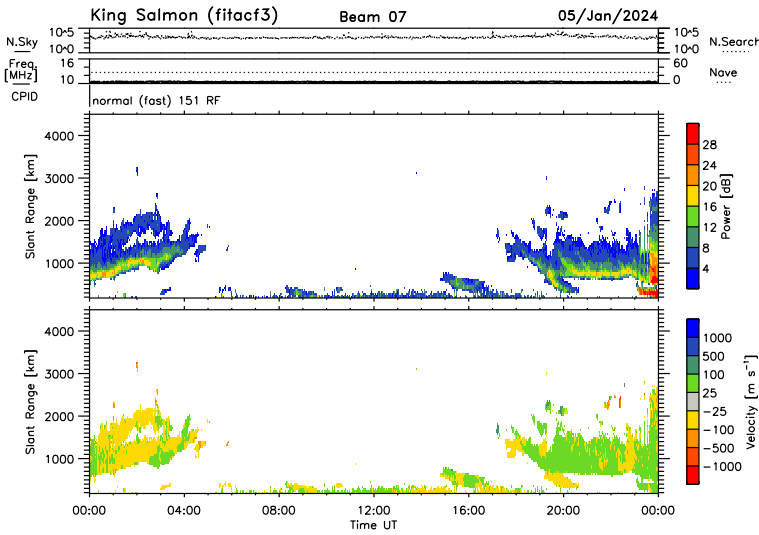 King Salmon (fitacf3) Beam 07 05/Jan/2024
N.Sky 10^5 10^0 10^5 10^0 N.Search
Freq. [MHz] 16 10 60 0 Nave
CPID normal (fast) 151 RF
Slant Range [km]
4000
3000
2000
1000
28
24
20
16
12
8
4
Power [dB]
Slant Range [km]
4000
3000
2000
1000
1000
500
100
25
-25
-100
-500
-1000
Velocity [m s⁻¹]
00:00 04:00 08:00 12:00 16:00 20:00 00:00
Time UT